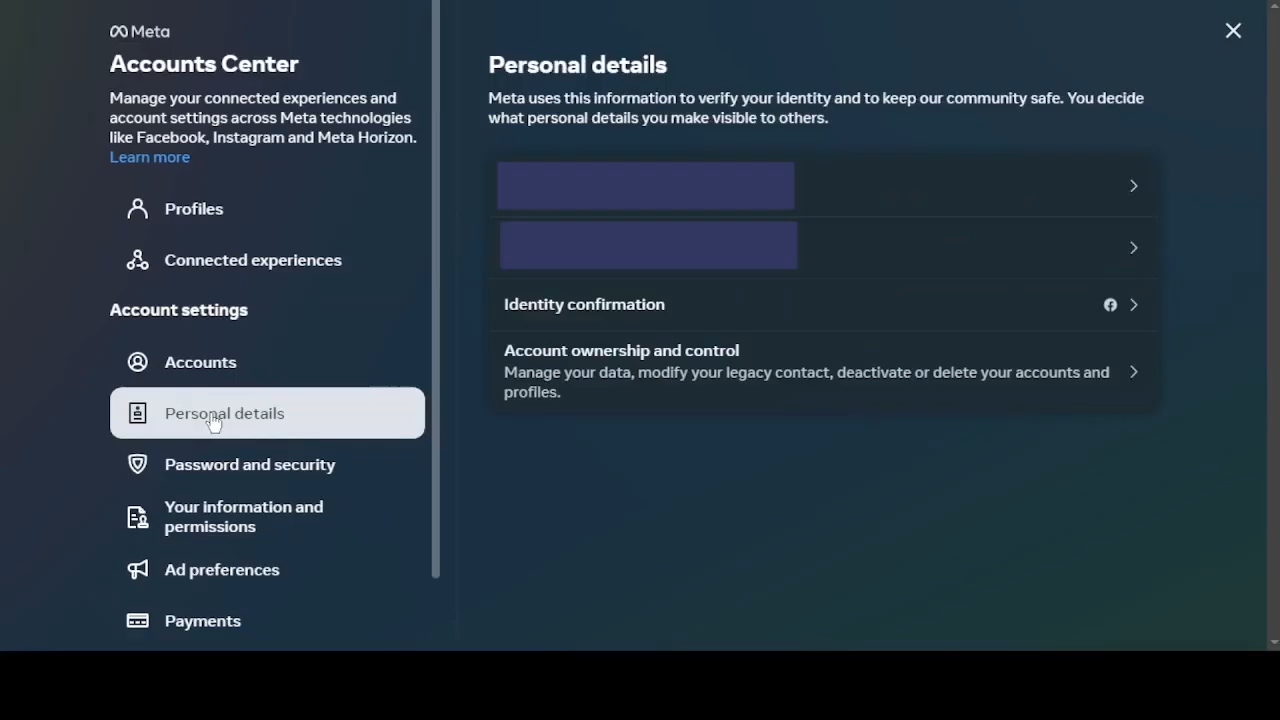 Meta
Accounts Center
Manage your connected experiences and
account settings across Meta technologies
like Facebook, Instagram and Meta Horizon.
Learn more
Profiles
Connected experiences
Account settings
Accounts
Personal details
Password and security
Your information and
permissions
Ad preferences
Payments
Personal details
Meta uses this information to verify your identity and to keep our community safe. You decide
what personal details you make visible to others.
Identity confirmation
Account ownership and control
Manage your data, modify your legacy contact, deactivate or delete your accounts and
profiles.